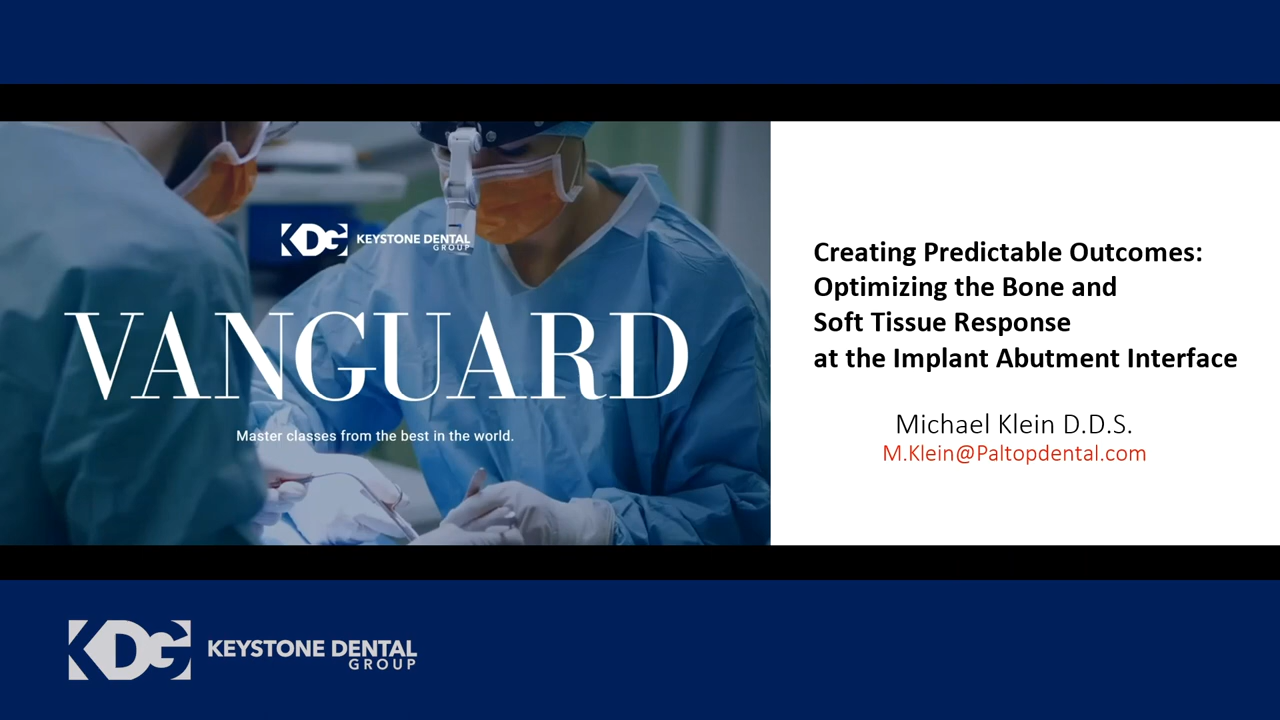 KDG KEYSTONE DENTAL
GROUP
VANGUARD
Master classes from the best in the world.
Creating Predictable Outcomes:
Optimizing the Bone and
Soft Tissue Response
at the Implant Abutment Interface
Michael Klein D.D.S.
M.Klein@Paltopdental.com
KDG KEYSTONE DENTAL
GROUP